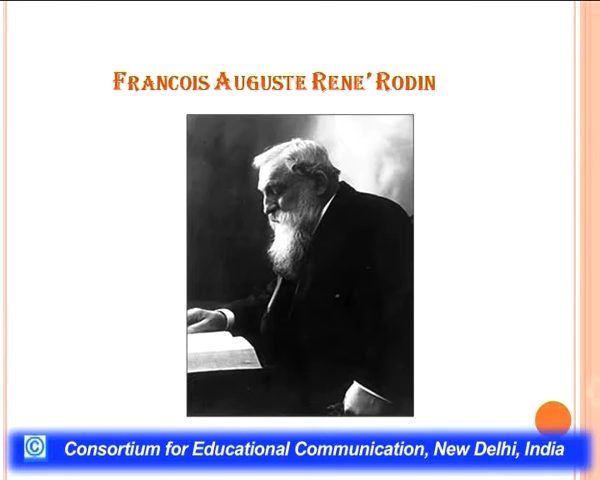 FRANCOIS AUGUSTE RENE' RODIN
© Consortium for Educational Communication, New Delhi, India